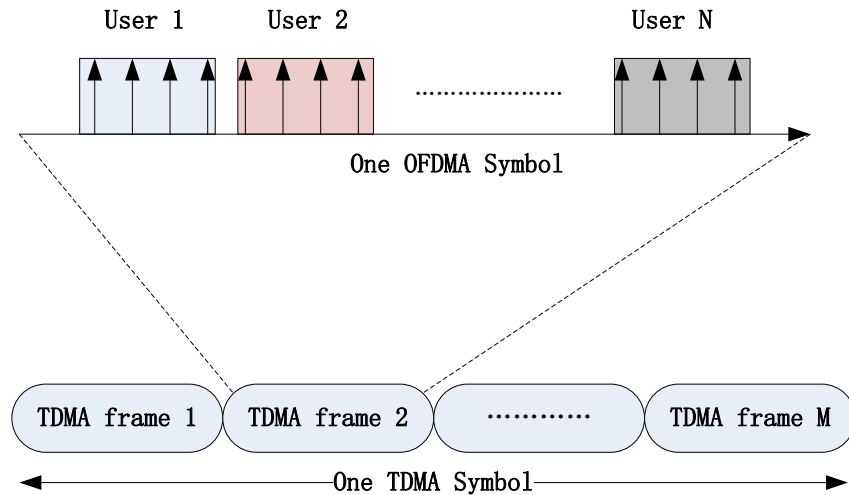 User 1 User 2 User N
…………………
One OFDMA Symbol
TDMA frame 1 TDMA frame 2 ………… TDMA frame M
One TDMA Symbol